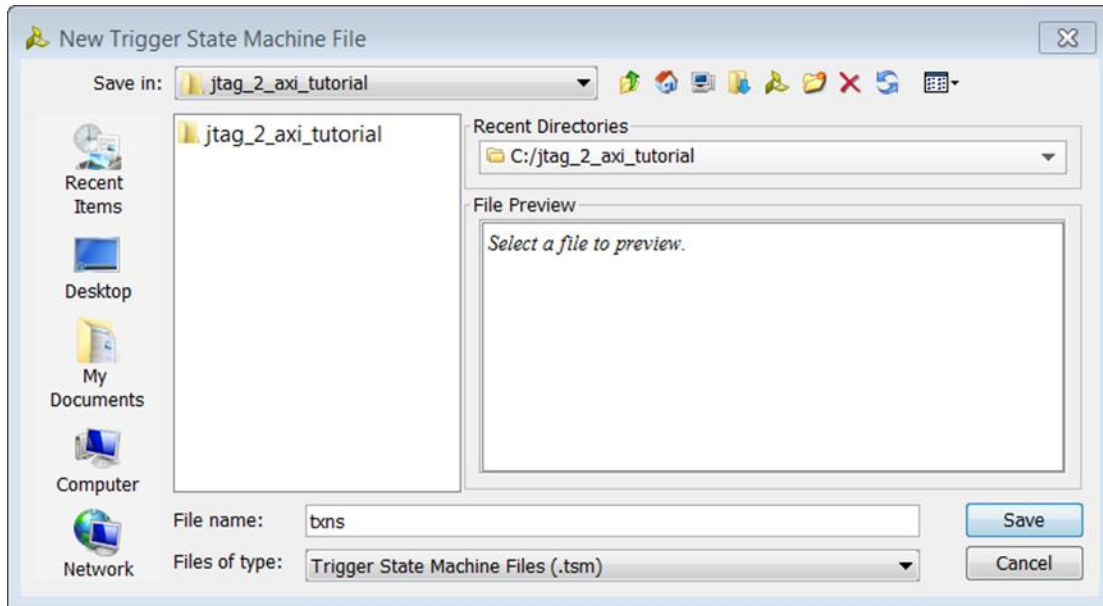 New Trigger State Machine File
Save in:
jtag_2_axi_tutorial
Recent
Items
Desktop
My
Documents
Computer
Network
jtag_2_axi_tutorial
Recent Directories
C:/jtag_2_axi_tutorial
File Preview
Select a file to preview.
File name:
txns
Save
Files of type:
Trigger State Machine Files (.tsm)
Cancel